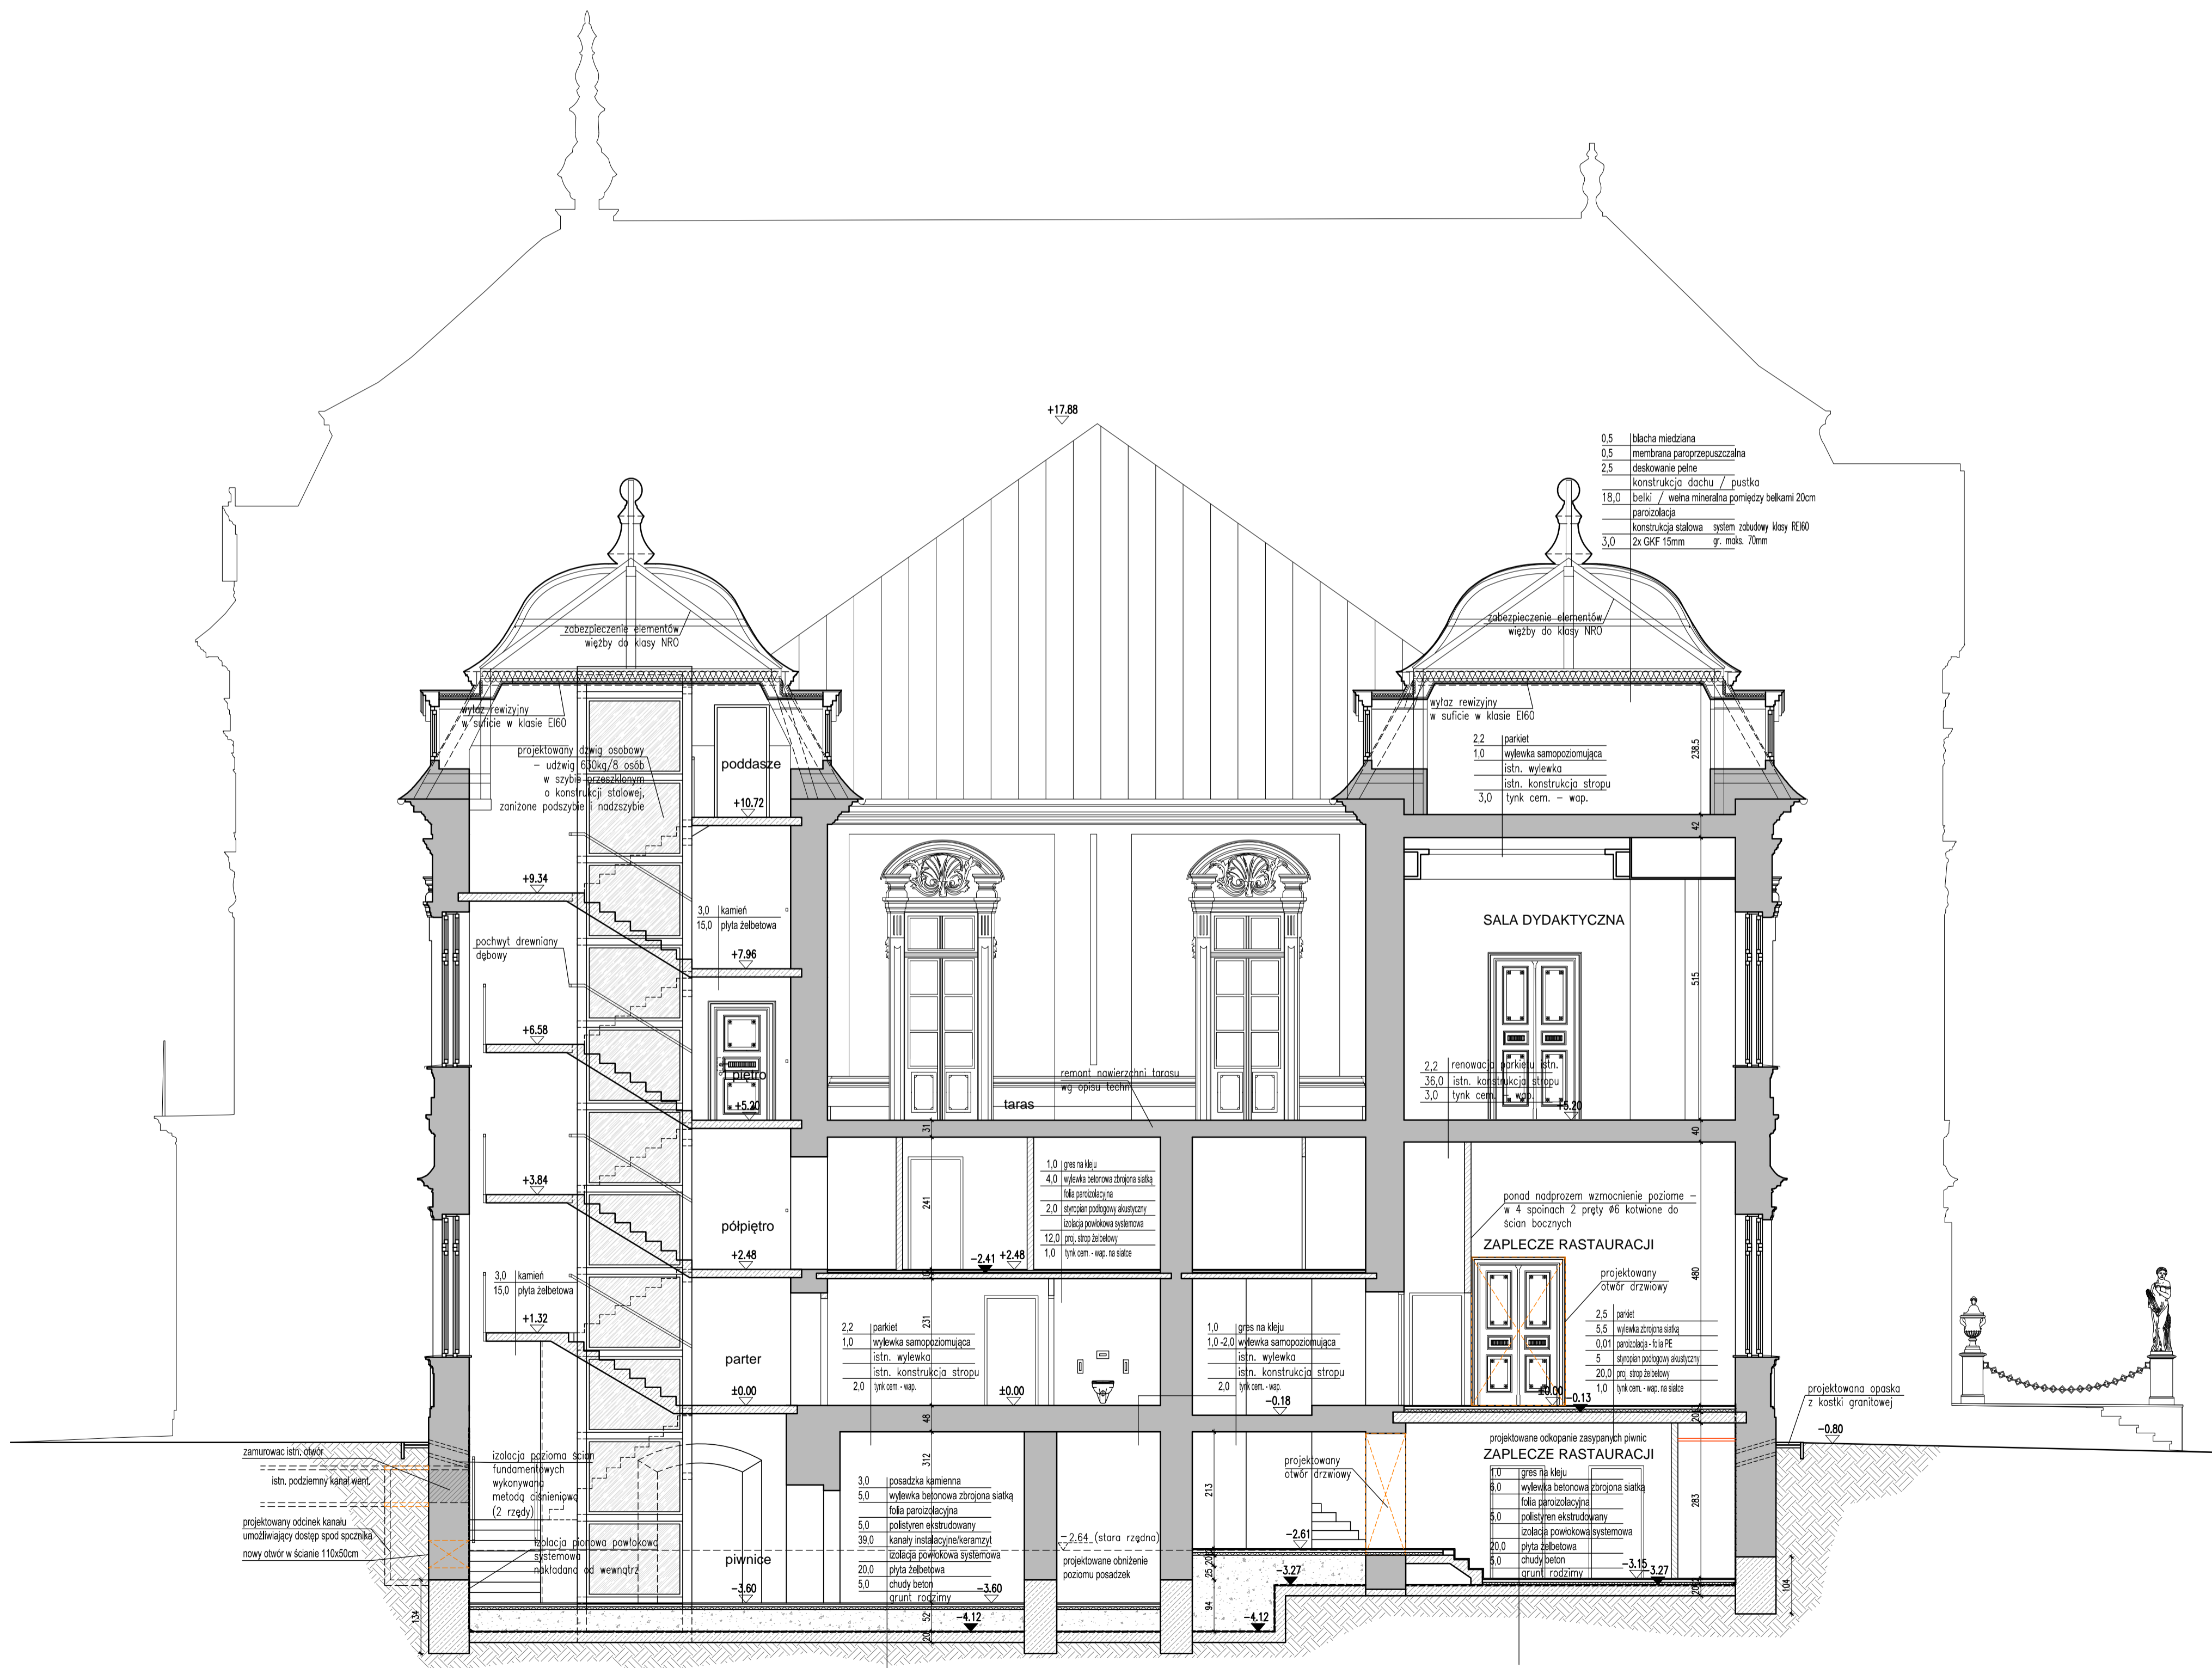 +17.88
0,5 blacha miedziana
0,5 membrana paroprzepuszczalna
2,5 deskowanie pełne
konstrukcja dachu / pustka
18,0 belki / wełna mineralna pomiędzy belkami 20cm
paroizolacja
konstrukcja stalowa system zabudowy klasy REI60
3,0 2x GKF 15mm gr. maks. 70mm
zabezpieczenie elementów
więźby do klasy NRO
zabezpieczenie elementów
więźby do klasy NRO
wyłaz rewizyjny
w suficie w klasie EI60
wyłaz rewizyjny
w suficie w klasie EI60
projektowany dźwig osobowy
– udźwig 630kg/8 osób
w szybie przeszklonym
o konstrukcji stalowej,
zaniżone podszybie i nadszybie
poddasze
+10.72
2,2 parkiet
1,0 wylewka samopoziomująca
istn. wylewka
istn. konstrukcja stropu
3,0 tynk cem. – wap.
238.5
42
+9.34
3,0 kamień
15,0 płyta żelbetowa
+7.96
pochwyt drewniany
dębowy
SALA DYDAKTYCZNA
515
+6.58
piętro
+5.20
taras
remont nawierzchni tarasu
wg opisu techn.
2,2 renowacja parkietu istn.
36,0 istn. konstrukcja stropu
3,0 tynk cem. – wap.
+5.20
31
40
+3.84
półpiętro
+2.48
241
1,0 gres na kleju
4,0 wylewka betonowa zbrojona siatką
folia paroizolacyjna
2,0 styropian podłogowy akustyczny
izolacja powłokowa systemowa
12,0 proj. strop żelbetowy
1,0 tynk cem. - wap. na siatce
-2.41 +2.48
ponad nadprożem wzmocnienie poziome –
w 4 spoinach 2 pręty Ø6 kotwione do
ścian bocznych
ZAPLECZE RASTAURACJI
480
projektowany
otwór drzwiowy
3,0 kamień
15,0 płyta żelbetowa
+1.32
parter
±0.00
231
2,2 parkiet
1,0 wylewka samopoziomująca
istn. wylewka
istn. konstrukcja stropu
2,0 tynk cem. - wap.
±0.00
1,0 gres na kleju
1,0 -2,0 wylewka samopoziomująca
istn. wylewka
istn. konstrukcja stropu
2,0 tynk cem. - wap.
-0.18
2,5 parkiet
5,5 wylewka zbrojona siatką
0,01 paroizolacja - folia PE
5 styropian podłogowy akustyczny
20,0 proj. strop żelbetowy
1,0 tynk cem. - wap. na siatce
±0.00 -0.13
48
projektowana opaska
z kostki granitowej
-0.80
zamurowac istn. otwór
istn. podziemny kanał went.
projektowany odcinek kanału
umożliwiający dostęp spod spcznika
nowy otwór w ścianie 110x50cm
izolacja pozioma ścian
fundamentowych
wykonywana
metodą ciśnieniową
(2 rzędy)
izolacja pionowa powłokowa
systemowa
nakładana od wewnątrz
piwnice
-3.60
312
3,0 posadzka kamienna
5,0 wylewka betonowa zbrojona siatką
folia paroizolacyjna
5,0 polistyren ekstrudowany
39,0 kanały instalacyjne/keramzyt
izolacja powłokowa systemowa
20,0 płyta żelbetowa
5,0 chudy beton
grunt rodzimy
-3.60
-2.64 (stara rzędna)
projektowane obniżenie
poziomu posadzek
213
projektowany
otwór drzwiowy
-2.61
projektowane odkopanie zasypanych piwnic
ZAPLECZE RASTAURACJI
1,0 gres na kleju
6,0 wylewka betonowa zbrojona siatką
folia paroizolacyjna
5,0 polistyren ekstrudowany
izolacja powłokowa systemowa
20,0 płyta żelbetowa
5,0 chudy beton
grunt rodzimy
-3.15
-3.27
283
-3.27
25
94
104
134
52
20
-4.12
-4.12